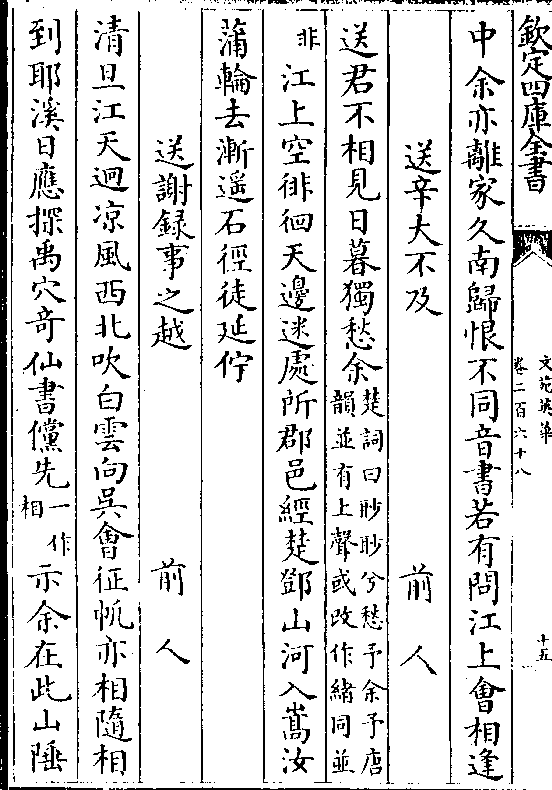 欽定四庫全書
文苑英華
卷二百六十八
十五
中余亦離家久南歸恨不同音書若有問江上會相逢
送辛大不及
前人
送君不相見日暮獨愁余楚詞曰眇眇兮愁予余予唐
韻並有上聲或改作緒同並
非江上空徘徊天邊迷處所郡邑經楚鄧山河入嵩汝
蒲輪去漸遙石徑徒延佇
送謝録事之越
前人
清旦江天迥凉風西北吹白雲向吳會征帆亦相隨相
到耶溪日應探禹穴奇仙書儻先一作
相示余在此山陲